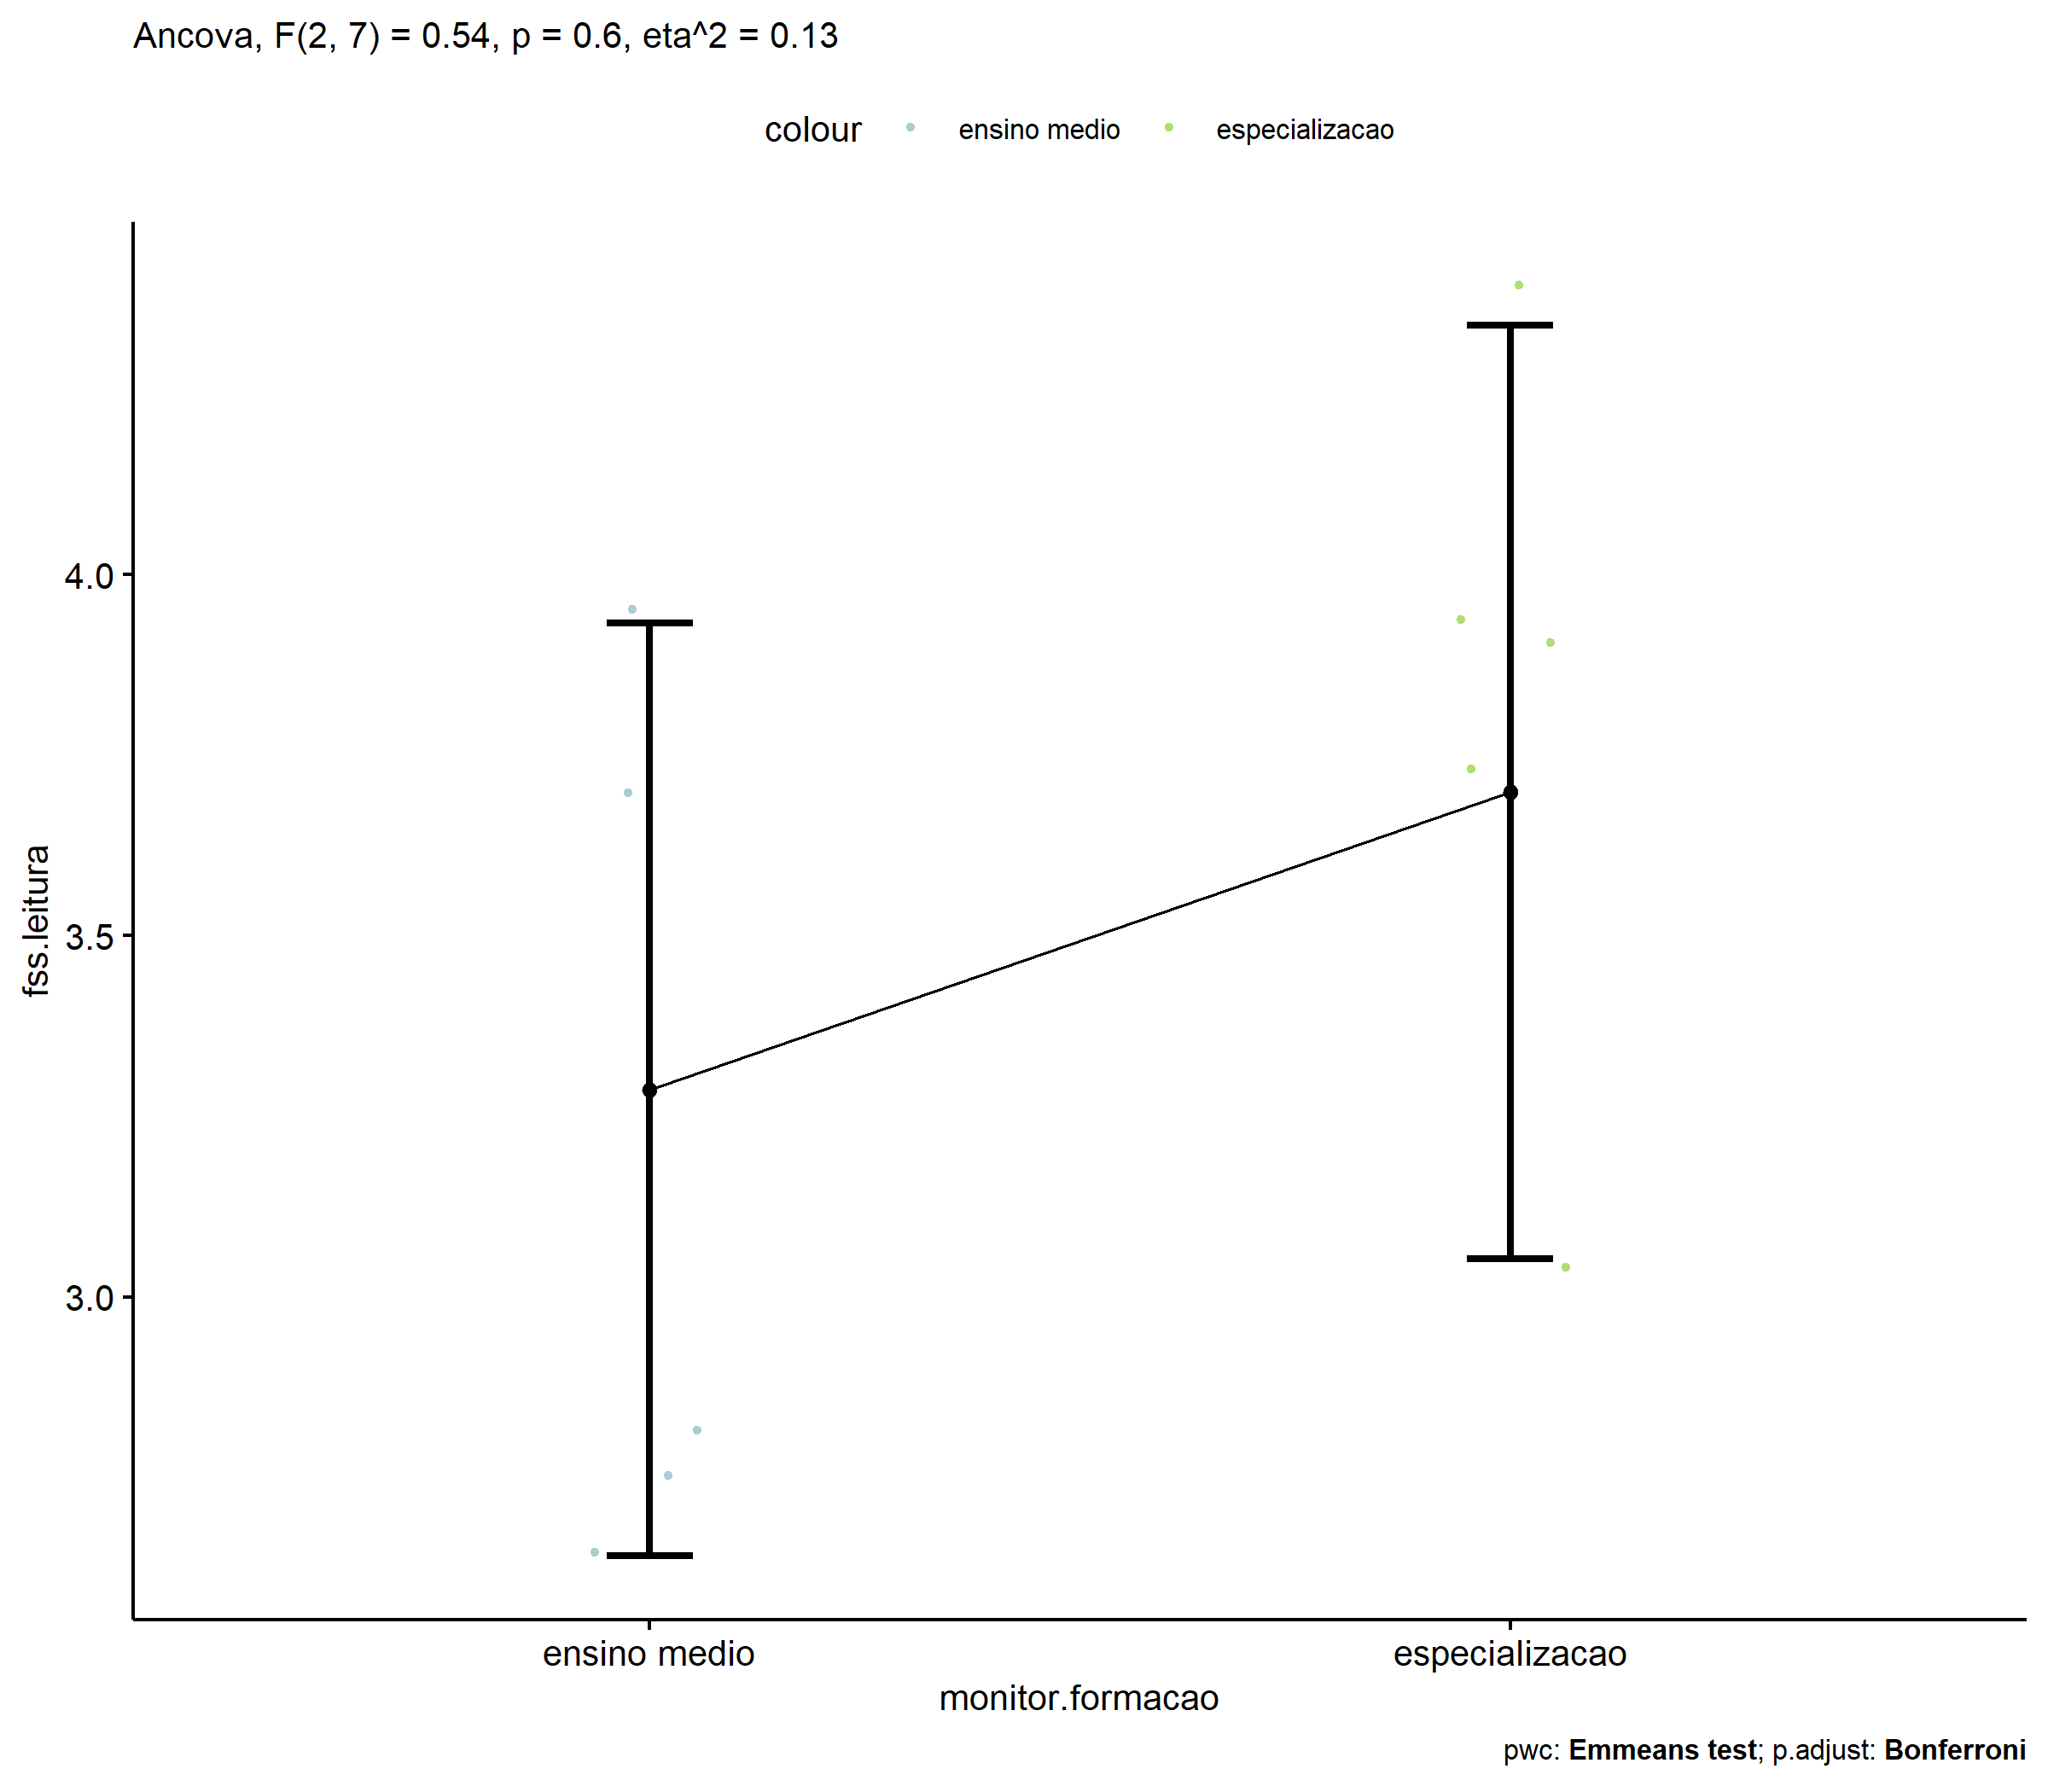 Ancova, F(2, 7) = 0.54, p = 0.6, eta^2 = 0.13
colour ensino medio especializacao
fss.leitura
4.0
3.5
3.0
ensino medio especializacao
monitor.formacao
pwc: Emmeans test; p.adjust: Bonferroni